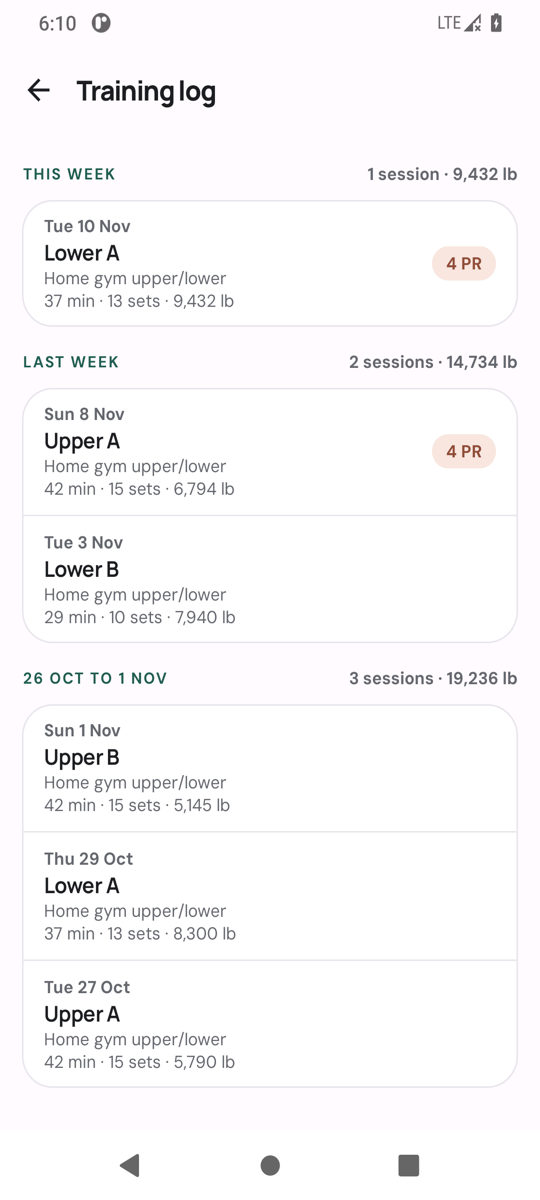 6:10
LTE
Training log
THIS WEEK
1 session · 9,432 lb
Tue 10 Nov
Lower A
Home gym upper/lower
37 min · 13 sets · 9,432 lb
4 PR
LAST WEEK
2 sessions · 14,734 lb
Sun 8 Nov
Upper A
Home gym upper/lower
42 min · 15 sets · 6,794 lb
4 PR
Tue 3 Nov
Lower B
Home gym upper/lower
29 min · 10 sets · 7,940 lb
26 OCT TO 1 NOV
3 sessions · 19,236 lb
Sun 1 Nov
Upper B
Home gym upper/lower
42 min · 15 sets · 5,145 lb
Thu 29 Oct
Lower A
Home gym upper/lower
37 min · 13 sets · 8,300 lb
Tue 27 Oct
Upper A
Home gym upper/lower
42 min · 15 sets · 5,790 lb